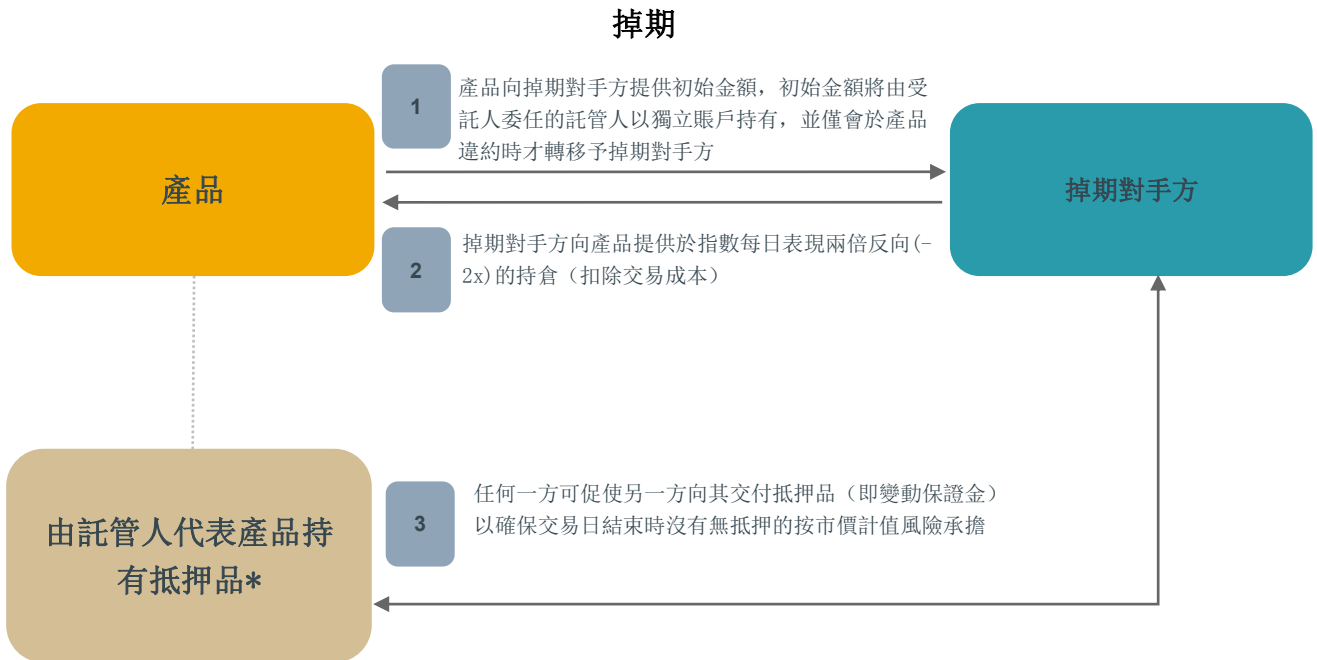 掉期
1
產品向掉期對手方提供初始金額，初始金額將由受
託人委任的託管人以獨立賬戶持有，並僅會於產品
違約時才轉移予掉期對手方
產品
掉期對手方
2
掉期對手方向產品提供於指數每日表現兩倍反向(-
2x)的持倉（扣除交易成本）
3
任何一方可促使另一方向其交付抵押品（即變動保證金）
以確保交易日結束時沒有無抵押的按市價計值風險承擔
由託管人代表產品持
有抵押品*